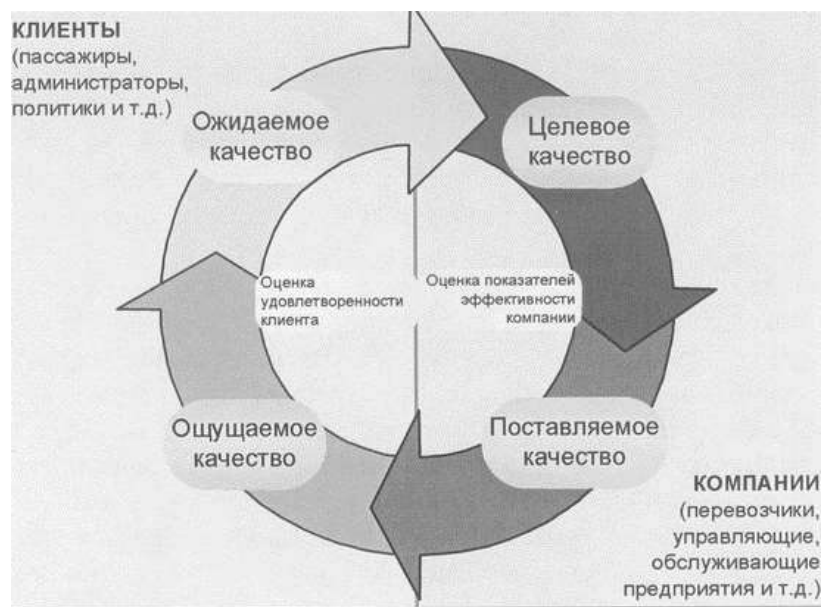 КЛИЕНТЫ
(пассажиры,
администраторы,
политики и т.д.)
Ожидаемое
качество
Целевое
качество
Оценка
удовлетворенности
клиента
Оценка показателей
эффективности
компании
Ощущаемое
качество
Поставляемое
качество
КОМПАНИИ
(перевозчики,
управляющие,
обслуживающие
предприятия и т.д.)